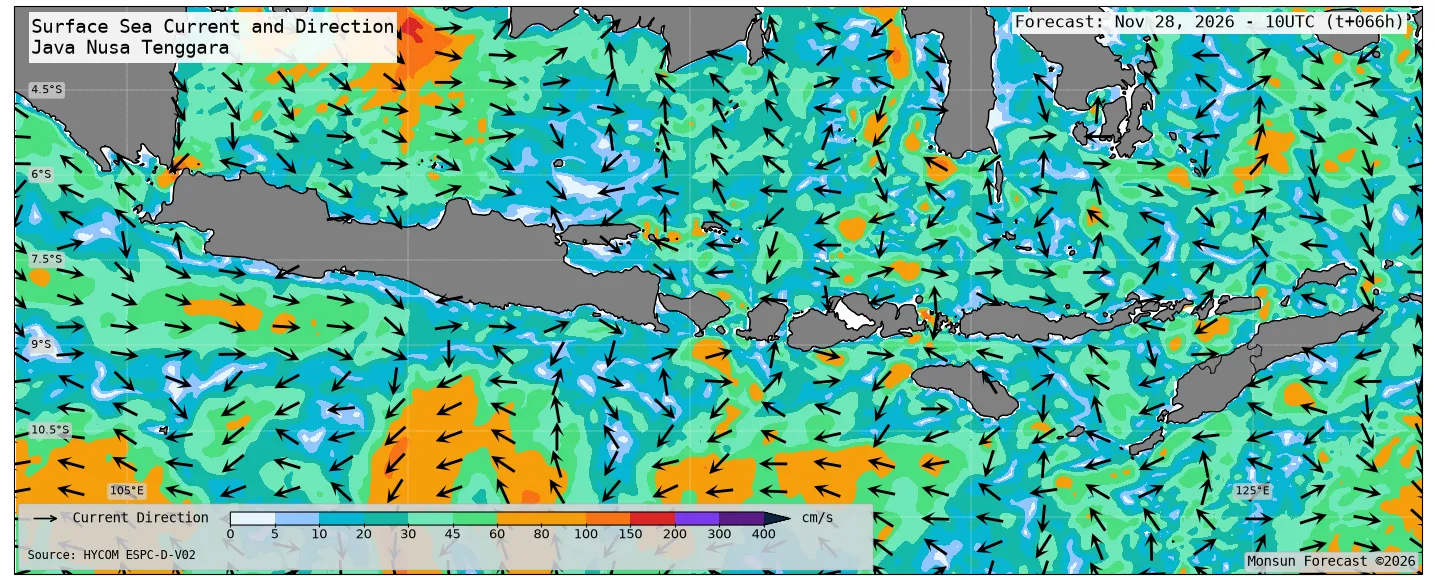 Surface Sea Current and Direction
Java Nusa Tenggara
Forecast: Nov 28, 2026 - 10UTC (t+066h)
4.5°S
6°S
7.5°S
9°S
10.5°S
105°E
125°E
Current Direction
0 5 10 20 30 45 60 80 100 150 200 300 400
cm/s
Source: HYCOM ESPC-D-V02
Monsun Forecast ©2026